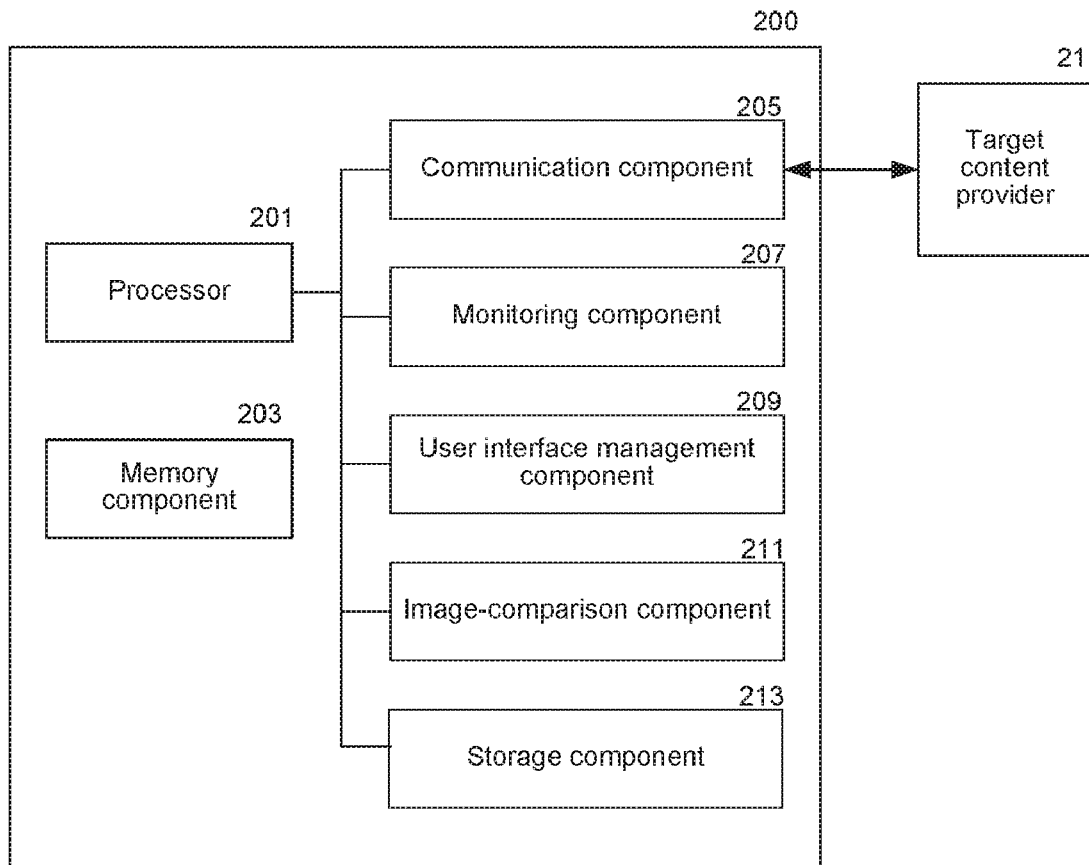 200
21
205
Communication component
Target
content
provider
201
Processor
207
Monitoring component
203
Memory
component
209
User interface management
component
211
Image-comparison component
213
Storage component